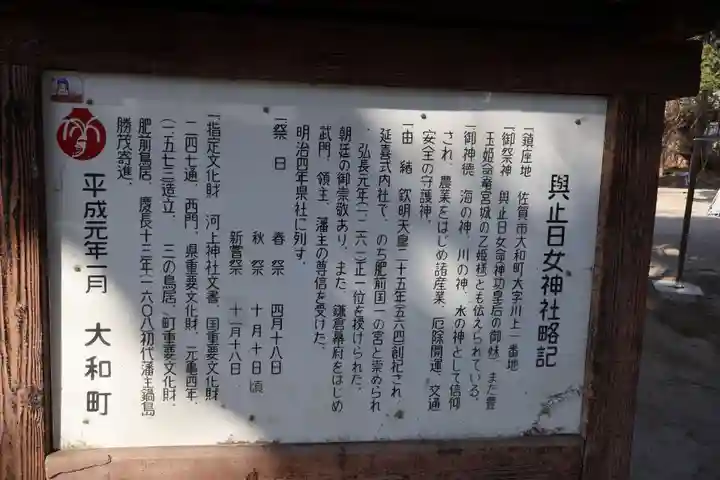 與止日女神社略記
一鎮座地　佐賀市大和町大字川上一番地
一御祭神　與止日女命神功皇后の御妹、また豊
玉姫命竜宮城の乙姫様とも伝えられている。
一御神徳　海の神、川の神、水の神として信仰
され、農業をはじめ諸産業、厄除開運、交通
安全の守護神。
一由　緒　欽明天皇二十五年五六四創祀され、
延喜式内社で、のち肥前国一の宮と崇められ
、弘長元年（一二六一）正一位を授けられた。
朝廷の御崇敬あり、また、鎌倉幕府をはじめ
武門、領主、藩主の尊信を受けた。
明治四年県社に列す。
一祭　日　春　祭　四月十八日
秋　祭　十月十日頃
新嘗祭　十一月十八日
一指定文化財　河上神社文書、国重要文化財、
二四七通、西門、県重要文化財、元亀四年、
（一五七三造立、三の鳥居、町重要文化財、
肥前鳥居、慶長十三年一六〇八初代藩主鍋島
勝茂寄進、
平成元年一月　大和町